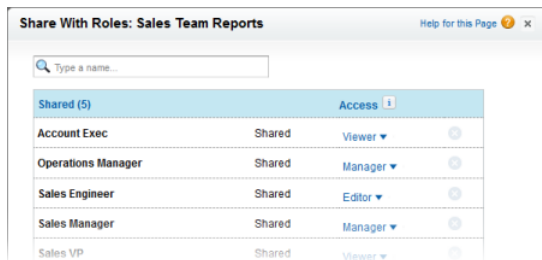 Share With Roles: Sales Team Reports Help for this Page ? x
Type a name...
Shared (5) Access i
Account Exec Shared Viewer
Operations Manager Shared Manager
Sales Engineer Shared Editor
Sales Manager Shared Manager
Sales VP Shared Viewer